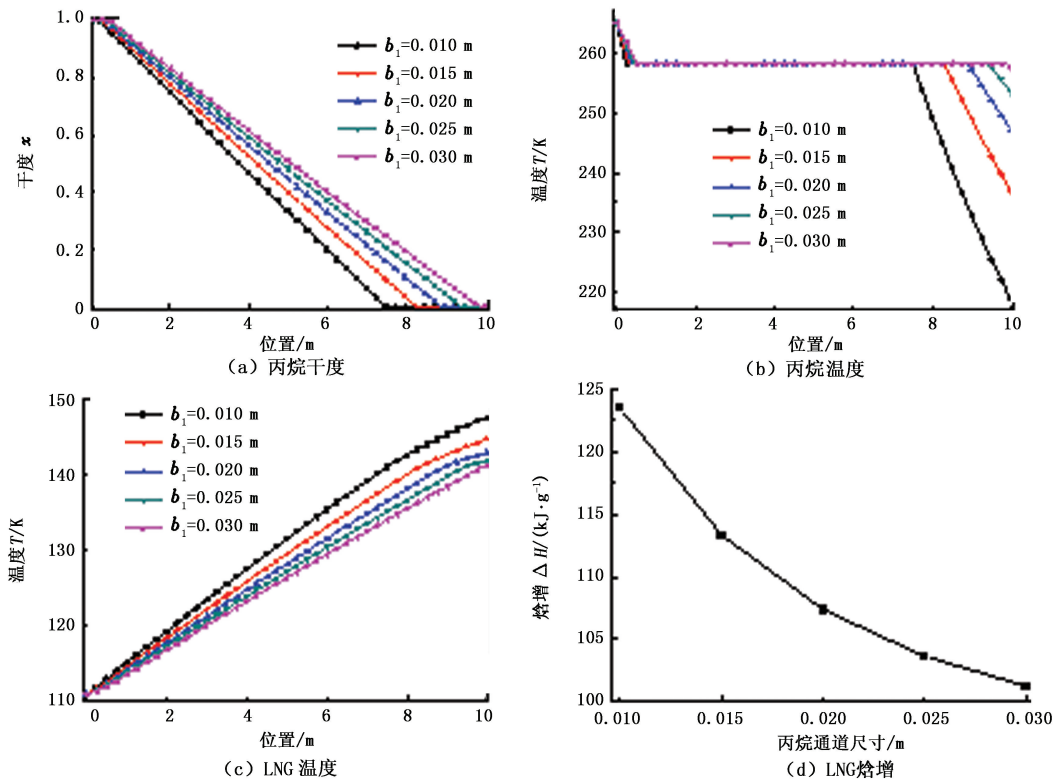 1.0
0.8
0.6
0.4
0.2
0
干度 x
b₁=0.010 m
b₁=0.015 m
b₁=0.020 m
b₁=0.025 m
b₁=0.030 m
0 2 4 6 8 10
位置/m
(a) 丙烷干度
260
250
240
230
220
温度T/K
b₁=0.010 m
b₁=0.015 m
b₁=0.020 m
b₁=0.025 m
b₁=0.030 m
0 2 4 6 8 10
位置/m
(b) 丙烷温度
150
140
130
120
110
温度T/K
b₁=0.010 m
b₁=0.015 m
b₁=0.020 m
b₁=0.025 m
b₁=0.030 m
0 2 4 6 8 10
位置/m
(c) LNG 温度
125
120
115
110
105
100
焓增 ΔH/(kJ·g⁻¹)
0.010 0.015 0.020 0.025 0.030
丙烷通道尺寸/m
(d) LNG焓增